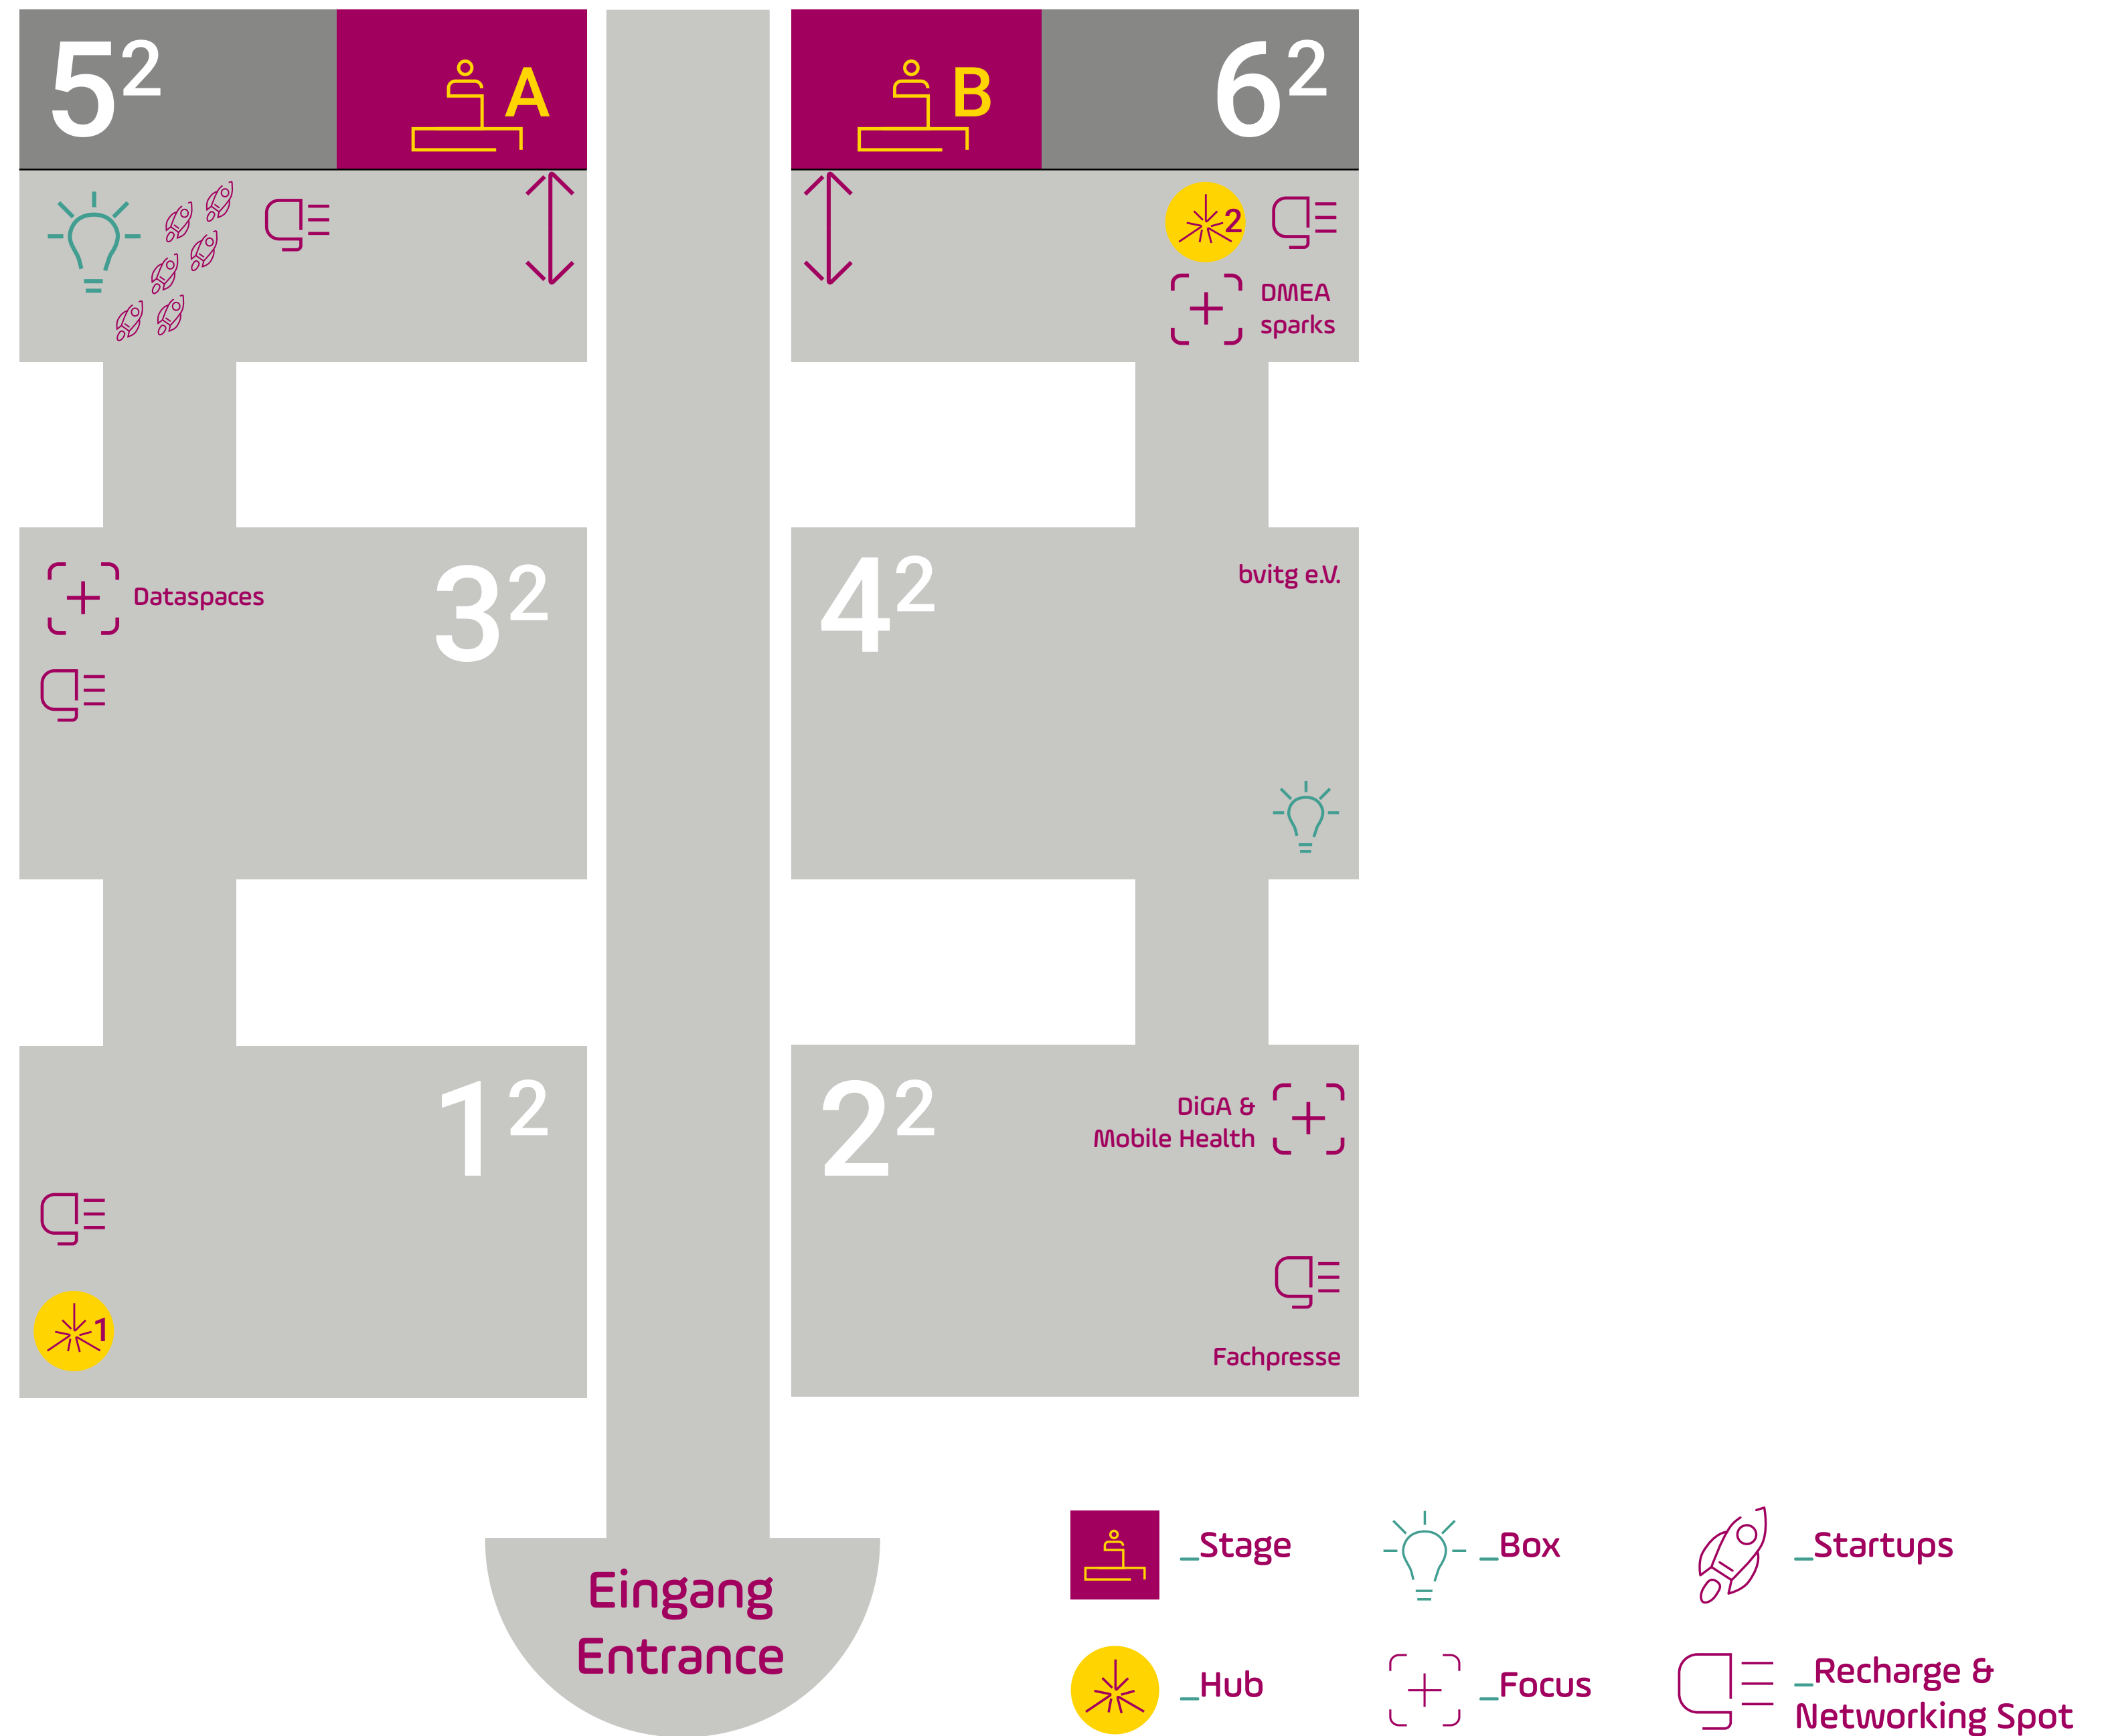 5²
A
B
6²
2
DMEA
sparks
Dataspaces
3²
4²
bvitg e.V.
1²
2²
DiGA &
Mobile Health
1
Fachpresse
Eingang
Entrance
_Stage
_Box
_Startups
_Hub
_Focus
_Recharge &
Networking Spot